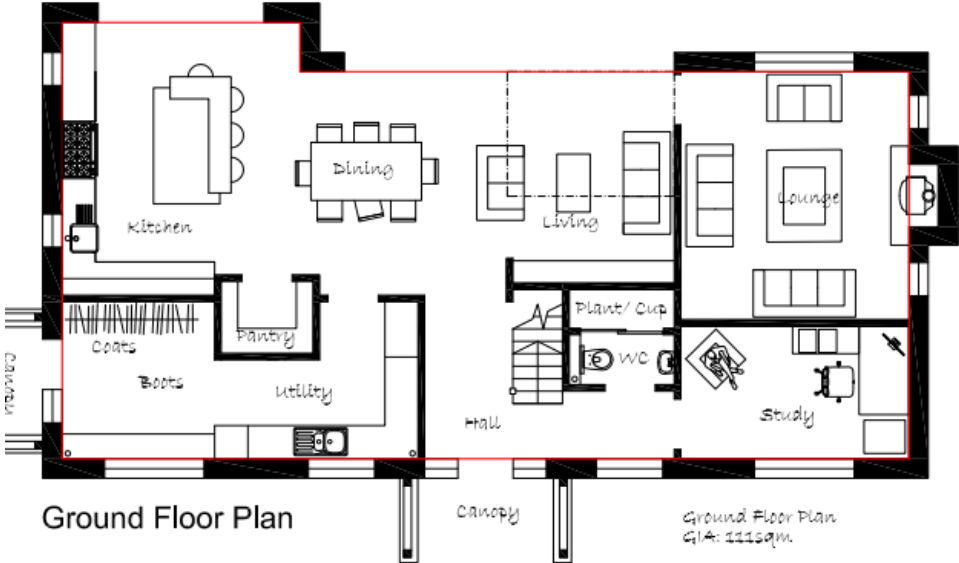 Dining
Lounge
Kitchen
Living
Plant/ Cup
Pantry
Coats
WC
Boots
Utility
Study
Hall
Canopy
Canopy
Ground Floor Plan
Ground Floor Plan
GIA: 111sqm